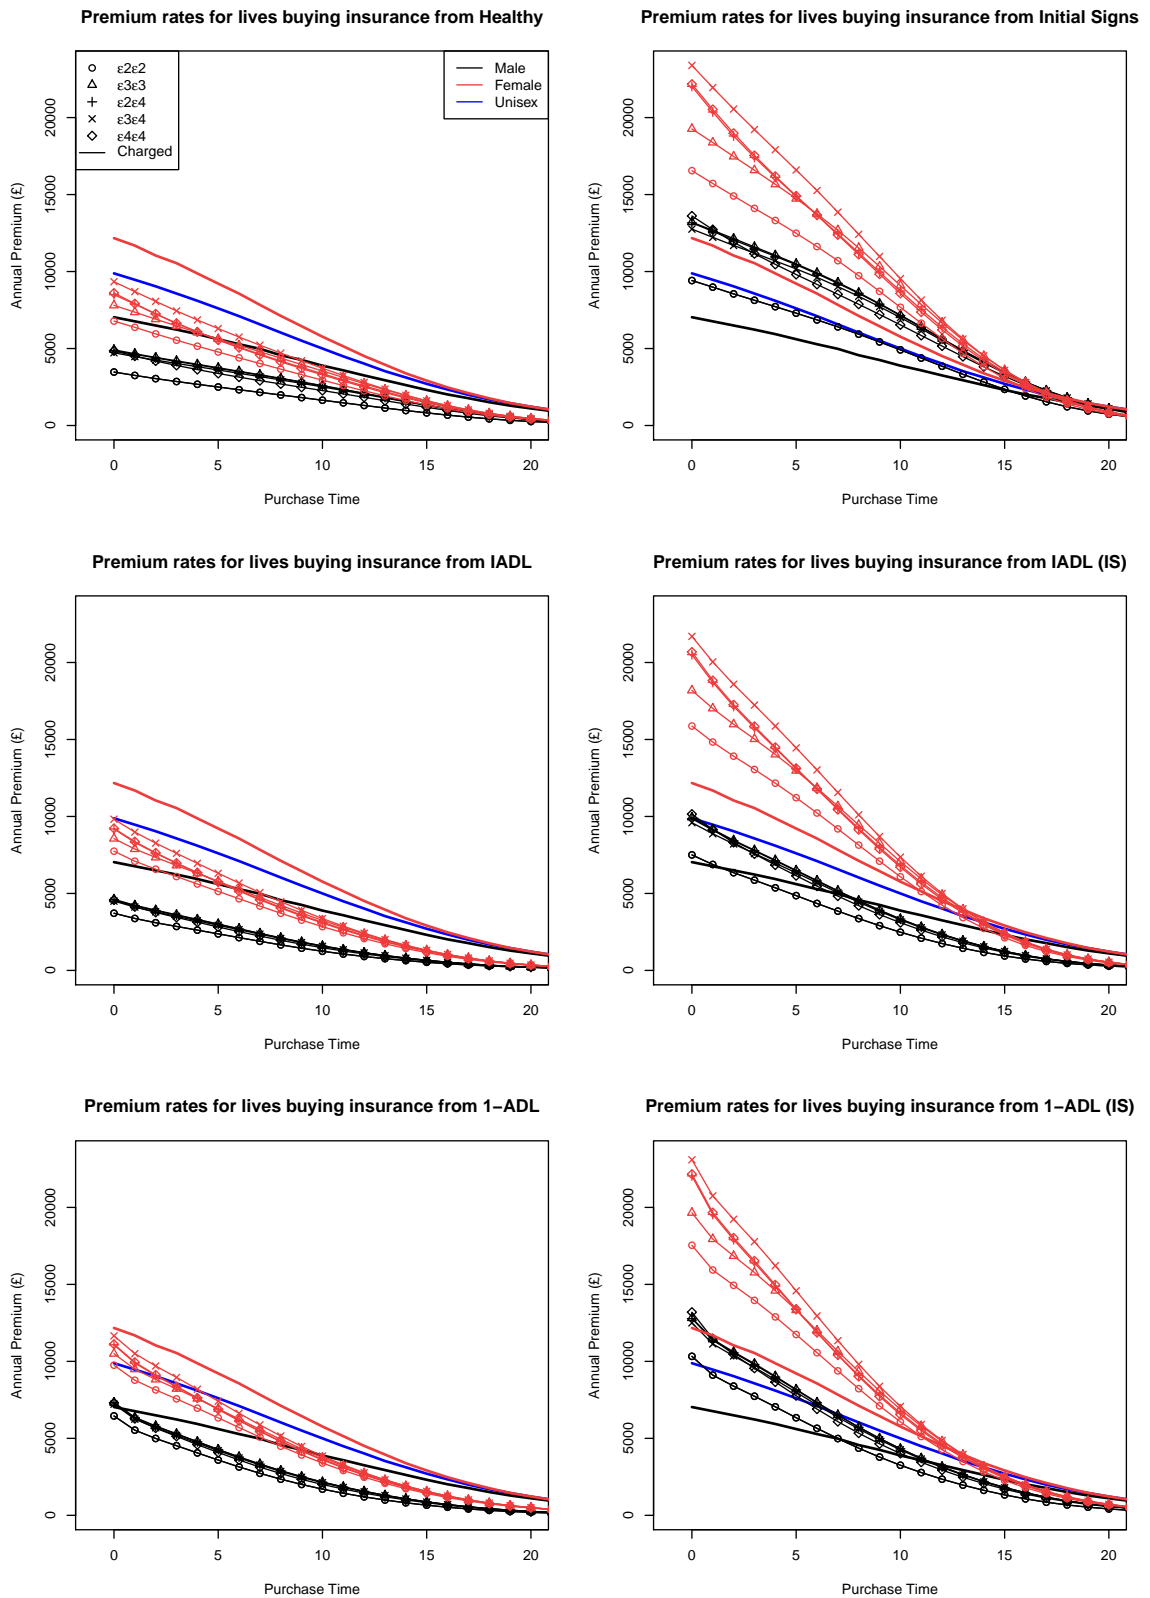 Premium rates for lives buying insurance from Healthy
ε2ε2
ε3ε3
ε2ε4
ε3ε4
ε4ε4
Charged
Male
Female
Unisex
Annual Premium (£)
20000
15000
10000
5000
0
0 5 10 15 20
Purchase Time
Premium rates for lives buying insurance from Initial Signs
Annual Premium (£)
20000
15000
10000
5000
0
0 5 10 15 20
Purchase Time
Premium rates for lives buying insurance from IADL
Annual Premium (£)
20000
15000
10000
5000
0
0 5 10 15 20
Purchase Time
Premium rates for lives buying insurance from IADL (IS)
Annual Premium (£)
20000
15000
10000
5000
0
0 5 10 15 20
Purchase Time
Premium rates for lives buying insurance from 1−ADL
Annual Premium (£)
20000
15000
10000
5000
0
0 5 10 15 20
Purchase Time
Premium rates for lives buying insurance from 1−ADL (IS)
Annual Premium (£)
20000
15000
10000
5000
0
0 5 10 15 20
Purchase Time